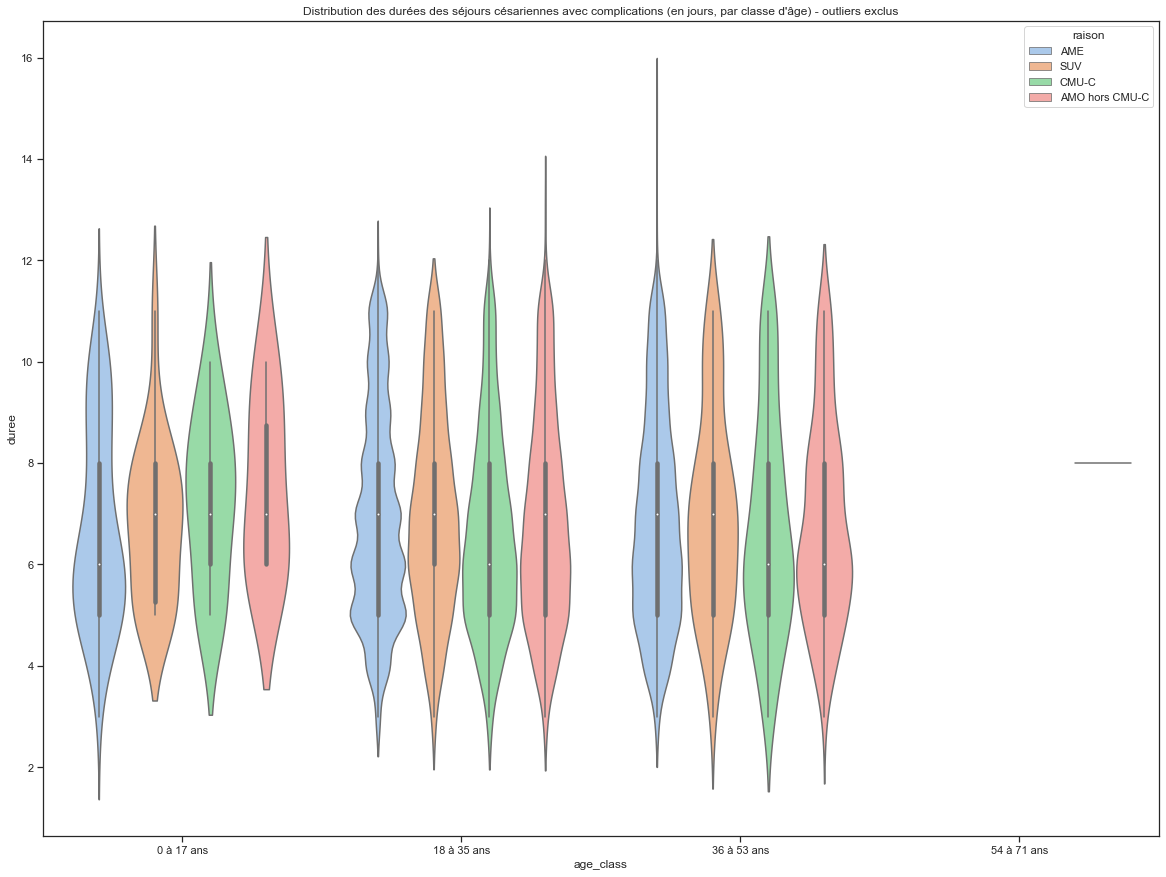 Distribution des durées des séjours césariennes avec complications (en jours, par classe d'âge) - outliers exclus
raison
AME
SUV
CMU-C
AMO hors CMU-C
16
14
12
10
8
6
4
2
duree
0 à 17 ans
18 à 35 ans
36 à 53 ans
54 à 71 ans
age_class